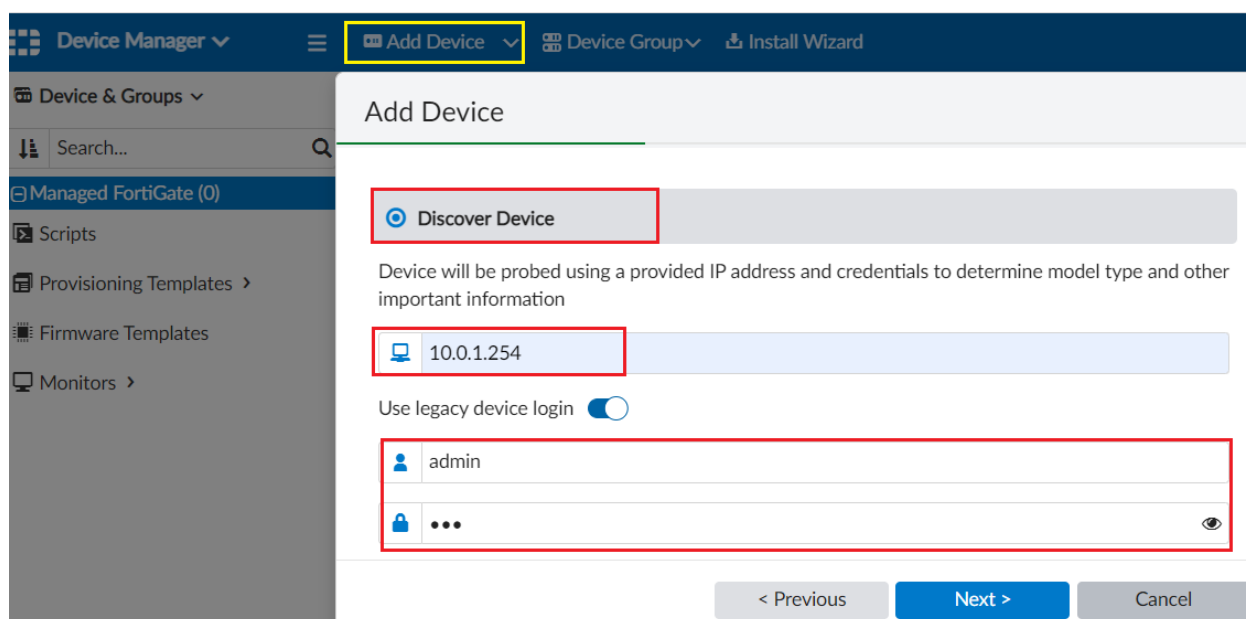 Device Manager
Add Device
Device Group
Install Wizard
Device & Groups
Search...
Managed FortiGate (0)
Scripts
Provisioning Templates
Firmware Templates
Monitors
Add Device
Discover Device
Device will be probed using a provided IP address and credentials to determine model type and other
important information
10.0.1.254
Use legacy device login
admin
•••
< Previous
Next >
Cancel